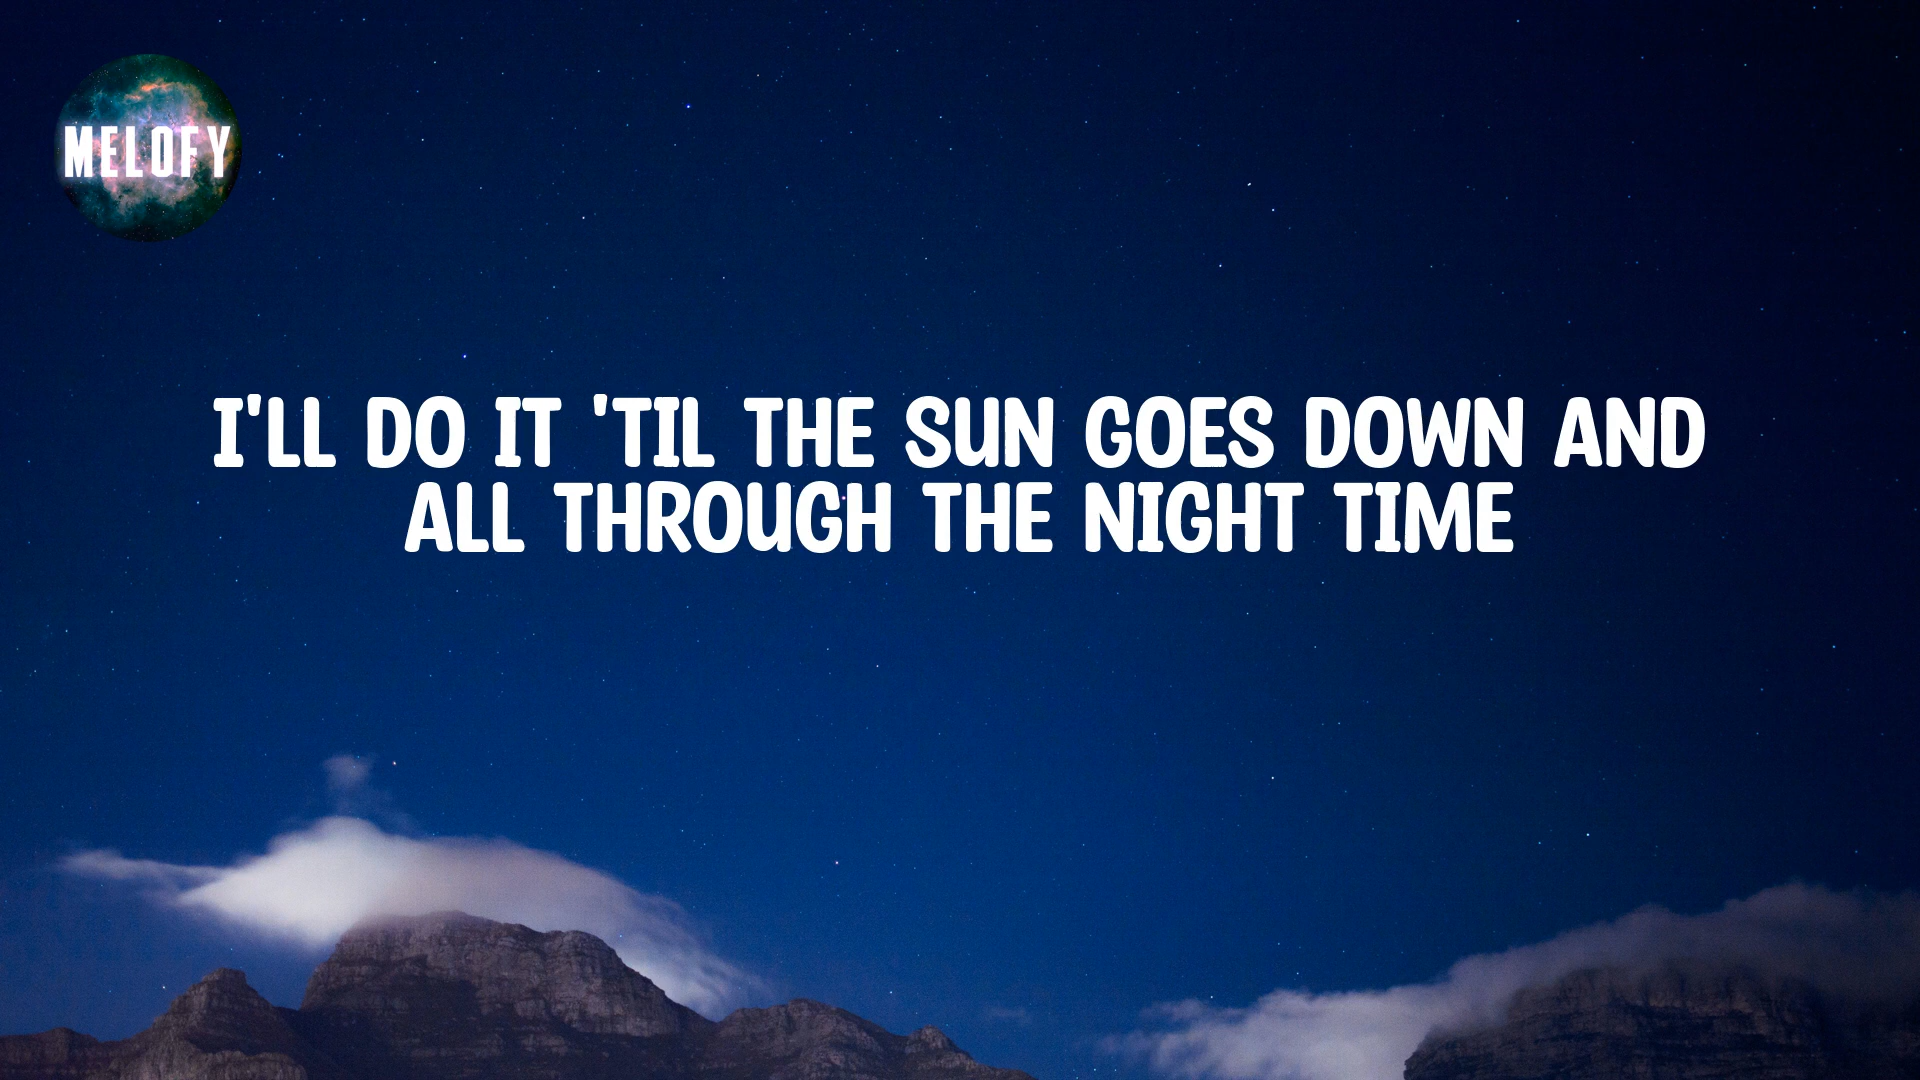 MELOFY
I'LL DO IT 'TIL THE SUN GOES DOWN AND
ALL THROUGH THE NIGHT TIME